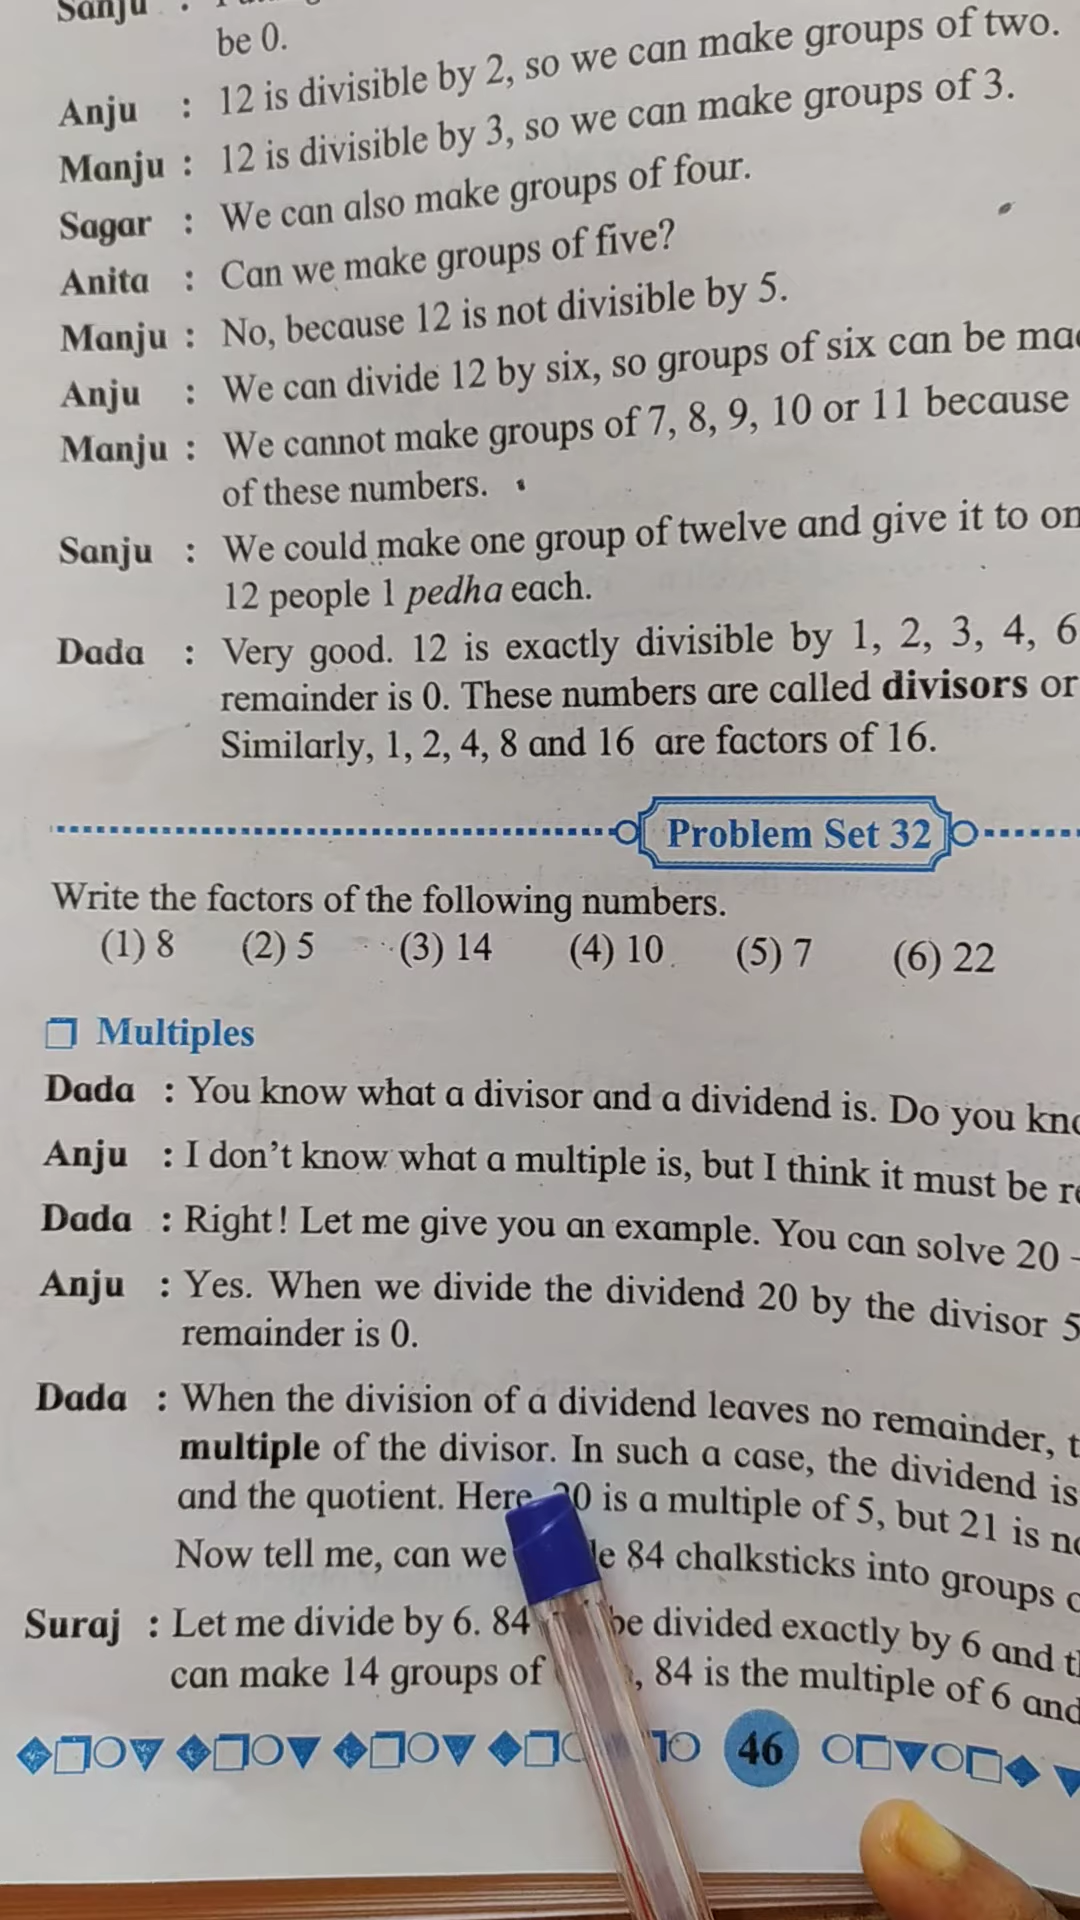 Sanju :
be 0.
Anju : 12 is divisible by 2, so we can make groups of two.
Manju : 12 is divisible by 3, so we can make groups of 3.
Sagar : We can also make groups of four.
Anita : Can we make groups of five?
Manju : No, because 12 is not divisible by 5.
Anju : We can divide 12 by six, so groups of six can be
Manju : We cannot make groups of 7, 8, 9, 10 or 11 because
of these numbers.
Sanju : We could make one group of twelve and give it to
12 people 1 pedha each.
Dada : Very good. 12 is exactly divisible by 1, 2, 3, 4, 6
remainder is 0. These numbers are called divisors or
Similarly, 1, 2, 4, 8 and 16 are factors of 16.
Problem Set 32
Write the factors of the following numbers.
(1) 8 (2) 5 (3) 14 (4) 10 (5) 7 (6) 22
Multiples
Dada : You know what a divisor and a dividend is. Do you
Anju : I don't know what a multiple is, but I think it must be
Dada : Right! Let me give you an example. You can solve 20
Anju : Yes. When we divide the dividend 20 by the divisor 5
remainder is 0.
Dada : When the division of a dividend leaves no remainder,
multiple of the divisor. In such a case, the dividend is
and the quotient. Here, 20 is a multiple of 5, but 21 is
Now tell me, can we 84 chalksticks into groups
Suraj : Let me divide by 6. 84 be divided exactly by 6 and
can make 14 groups of , 84 is the multiple of 6 and
46